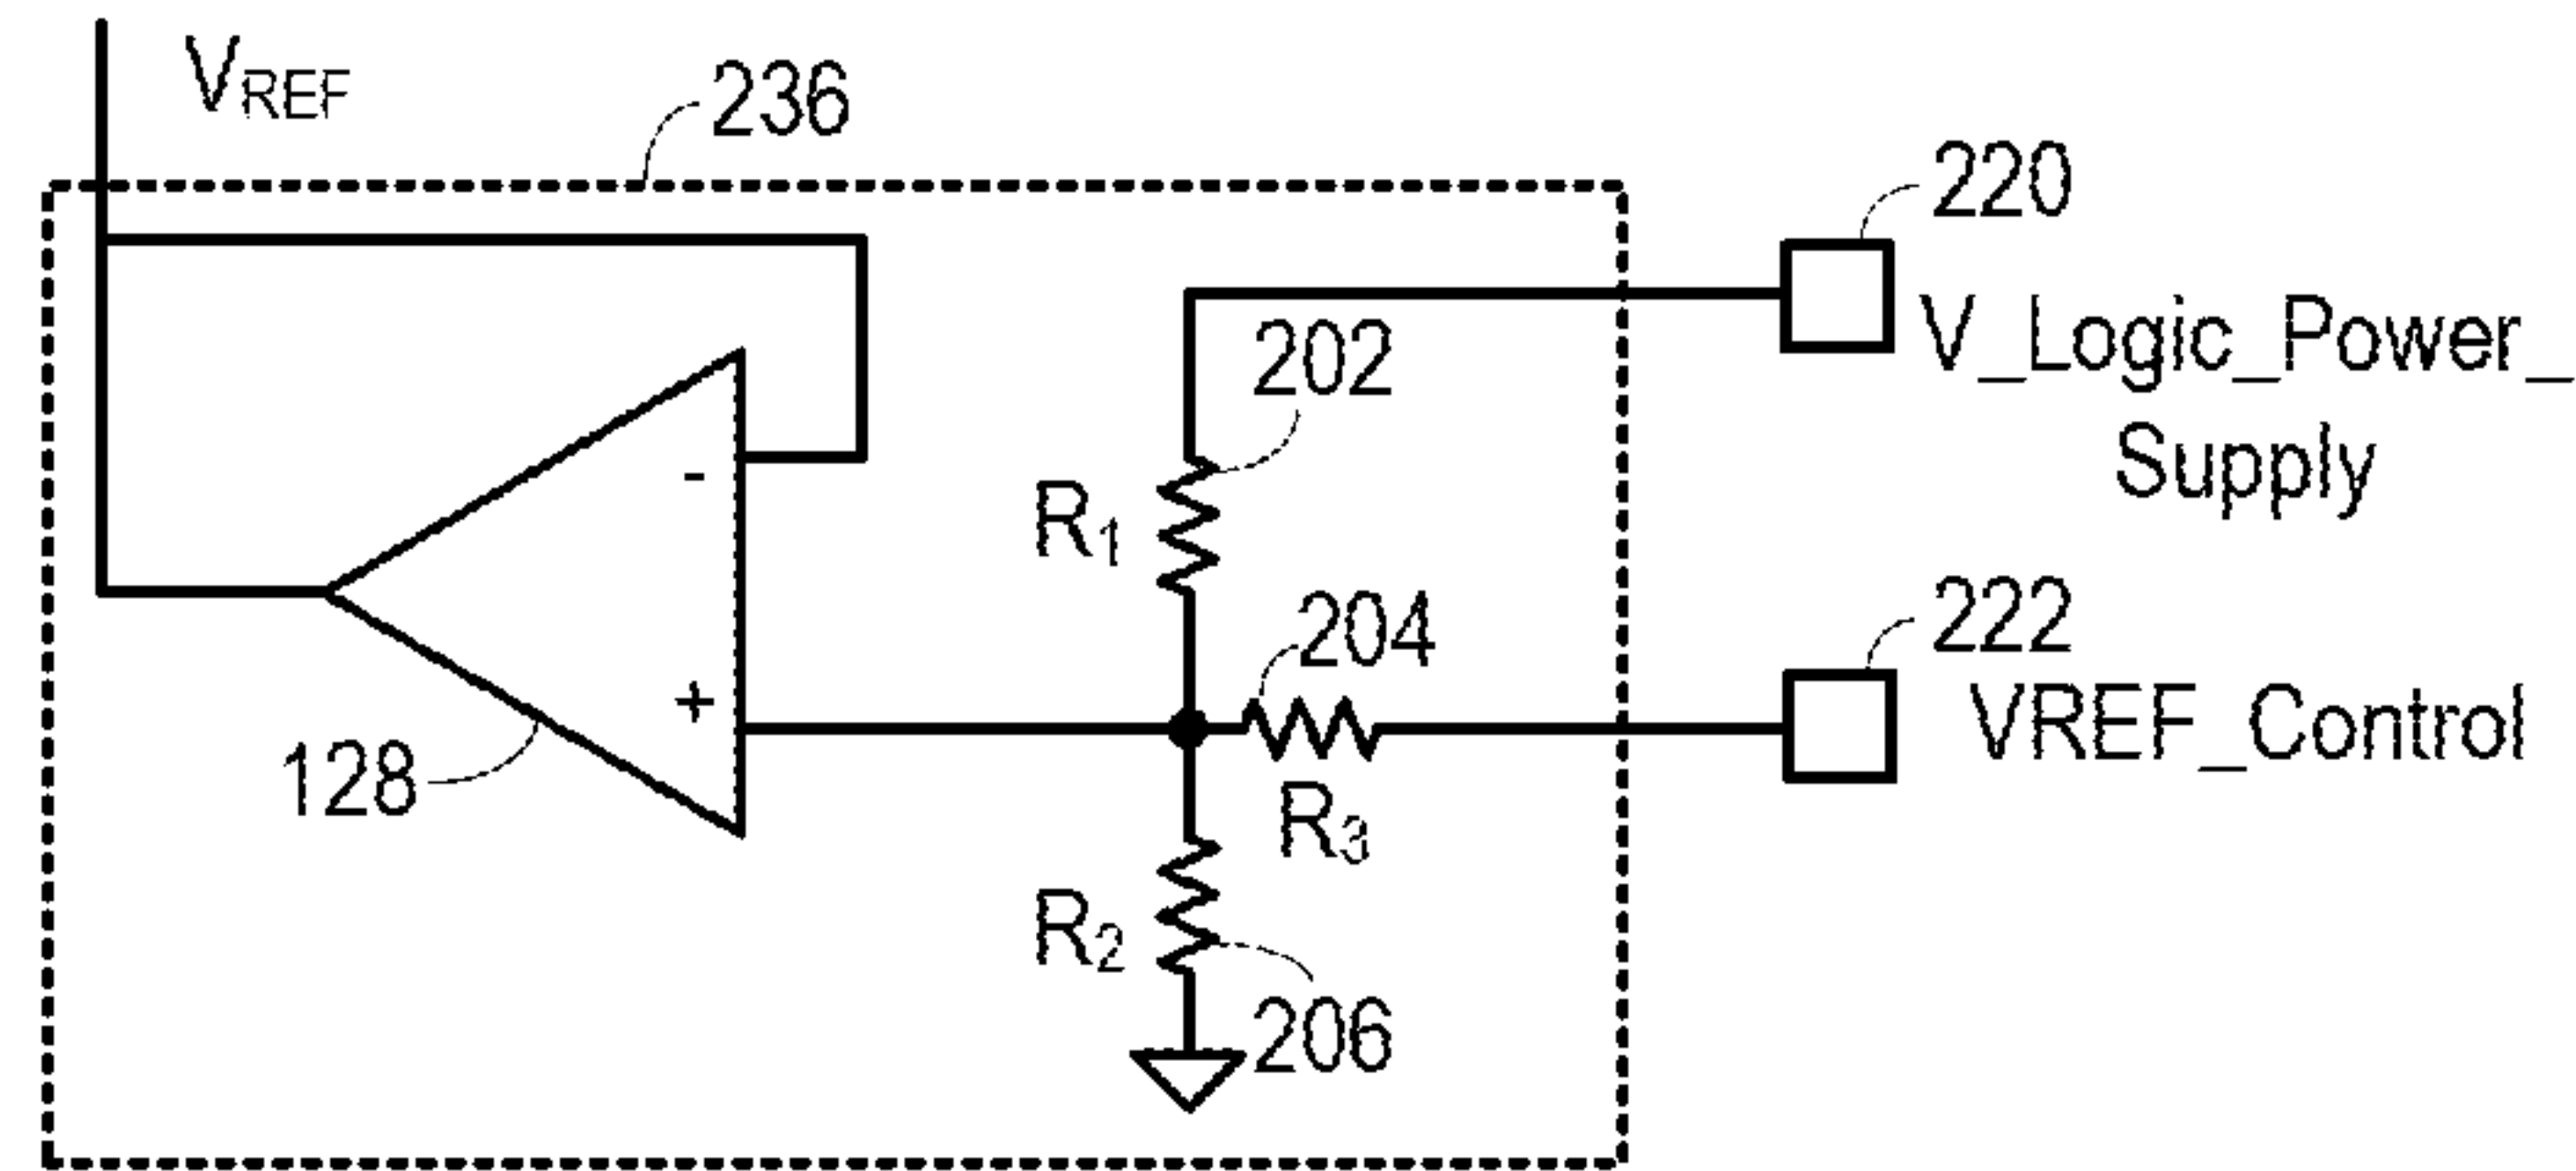 VREF
236
220
V_Logic_Power_
Supply
202
R1
-
204
222
VREF_Control
+
128
R3
R2
206